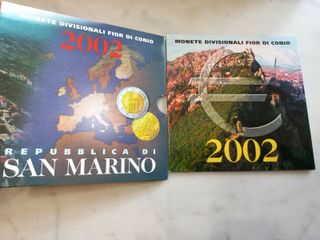 MONETE DIVISIONALI FIOR DI CONIO
2002
REPUBBLICA DI
SAN MARINO
MONETE DIVISIONALI FIOR DI CONIO
€
2002